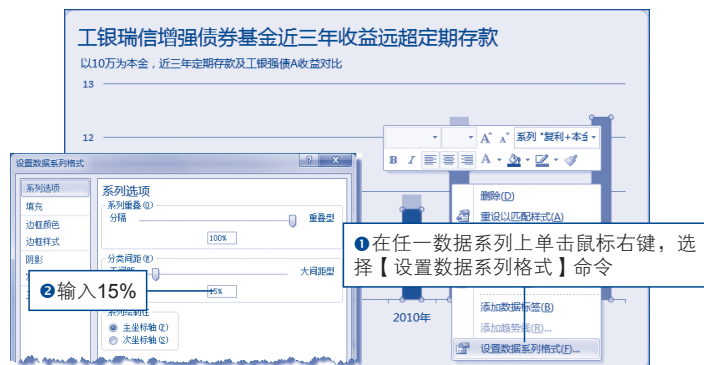 工银瑞信增强债券基金近三年收益远超定期存款
以10万为本金，近三年定期存款及工银强债A收益对比
13
12
系列 "复利+本金
A A
B I A
设置数据系列格式
系列选项
填充
边框颜色
边框样式
阴影
系列选项
系列重叠(O)
分隔
重叠型
100%
分类间距(W)
无间距
大间距型
15%
系列绘制在
主坐标轴(P)
次坐标轴(S)
❷输入15%
删除(D)
重设以匹配样式(A)
❶在任一数据系列上单击鼠标右键，选
择【设置数据系列格式】命令
添加数据标签(B)
添加趋势线(R)...
设置数据系列格式(F)...
2010年